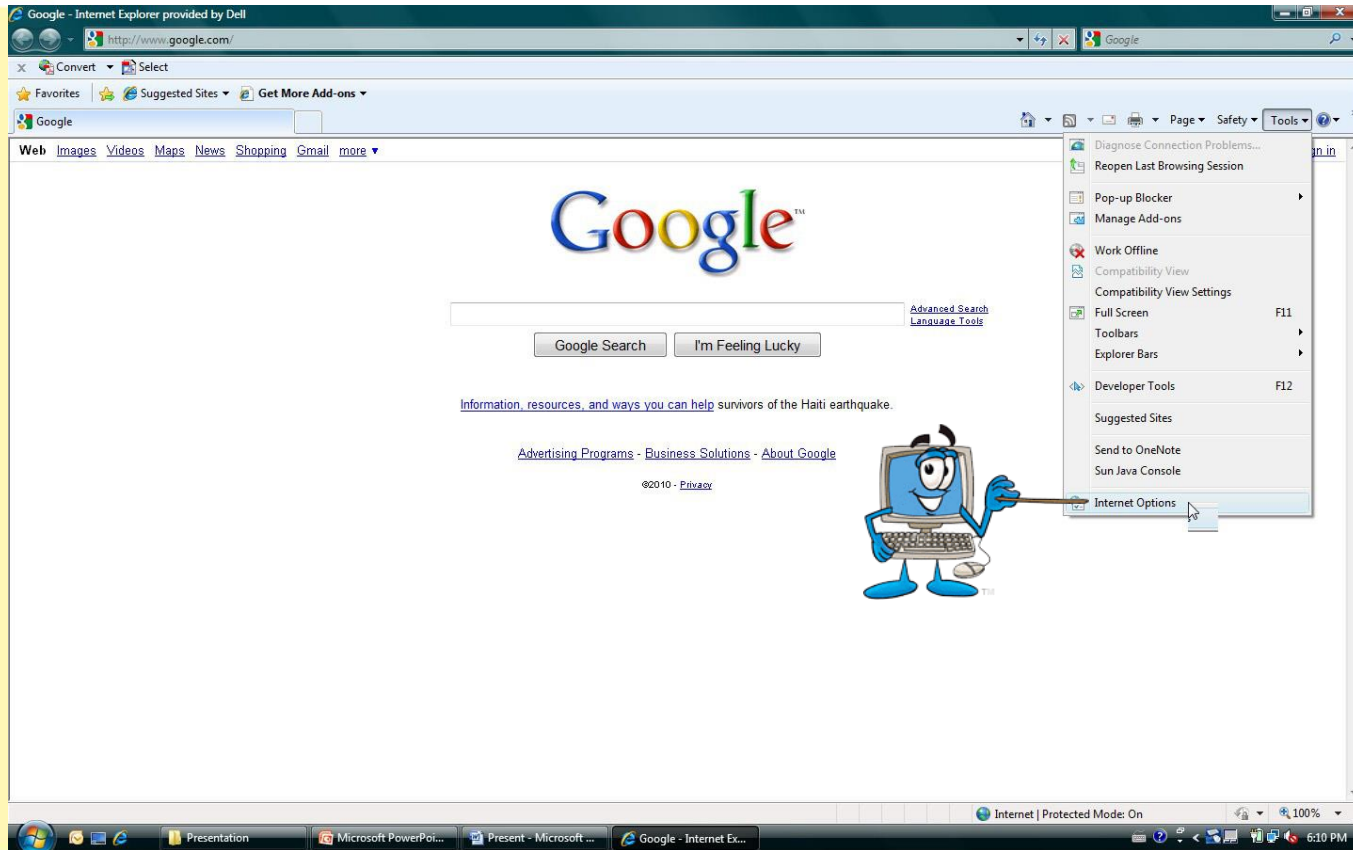 Google - Internet Explorer provided by Dell
http://www.google.com/ Google
x Convert Select
Favorites Suggested Sites Get More Add-ons
Google Page Safety Tools
Web Images Videos Maps News Shopping Gmail more
Diagnose Connection Problems...
Reopen Last Browsing Session
Pop-up Blocker
Manage Add-ons
Work Offline
Compatibility View
Compatibility View Settings
Full Screen F11
Toolbars
Explorer Bars
Developer Tools F12
Suggested Sites
Send to OneNote
Sun Java Console
Internet Options
Google™
Advanced Search
Language Tools
Google Search I'm Feeling Lucky
Information, resources, and ways you can help survivors of the Haiti earthquake.
Advertising Programs - Business Solutions - About Google
©2010 - Privacy
TM
Internet | Protected Mode: On 100%
Presentation Microsoft PowerPoi... Present - Microsoft ... Google - Internet Ex... 6:10 PM